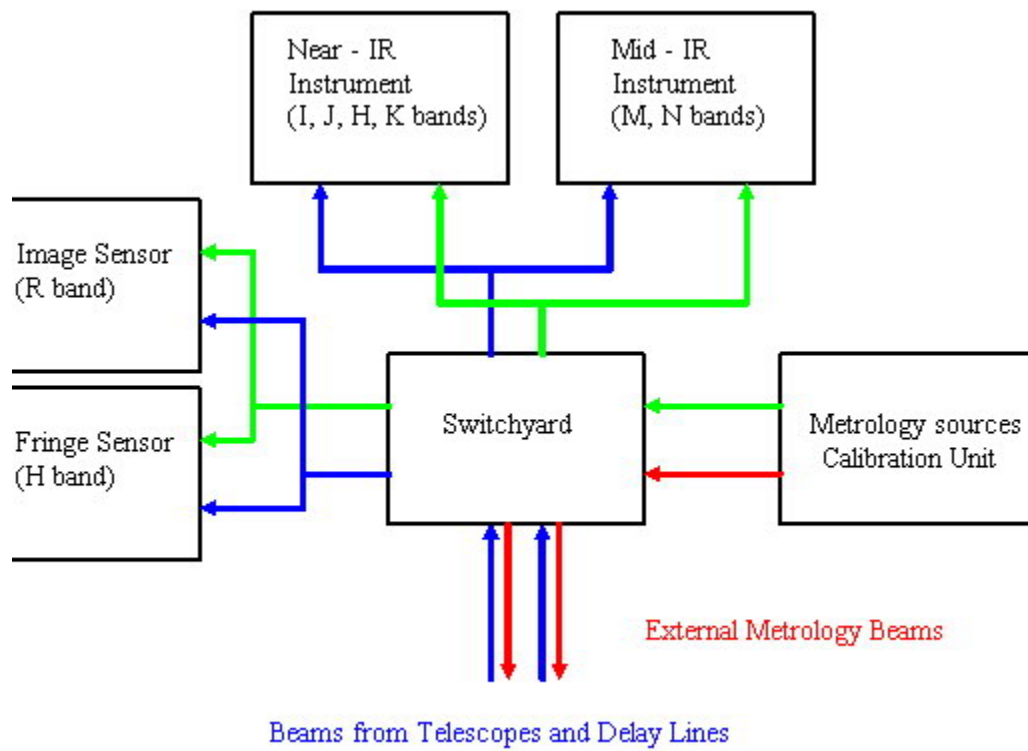 Near - IR
Instrument
(I, J, H, K bands)
Mid - IR
Instrument
(M, N bands)
Image Sensor
(R band)
Fringe Sensor
(H band)
Switchyard
Metrology sources
Calibration Unit
External Metrology Beams
Beams from Telescopes and Delay Lines